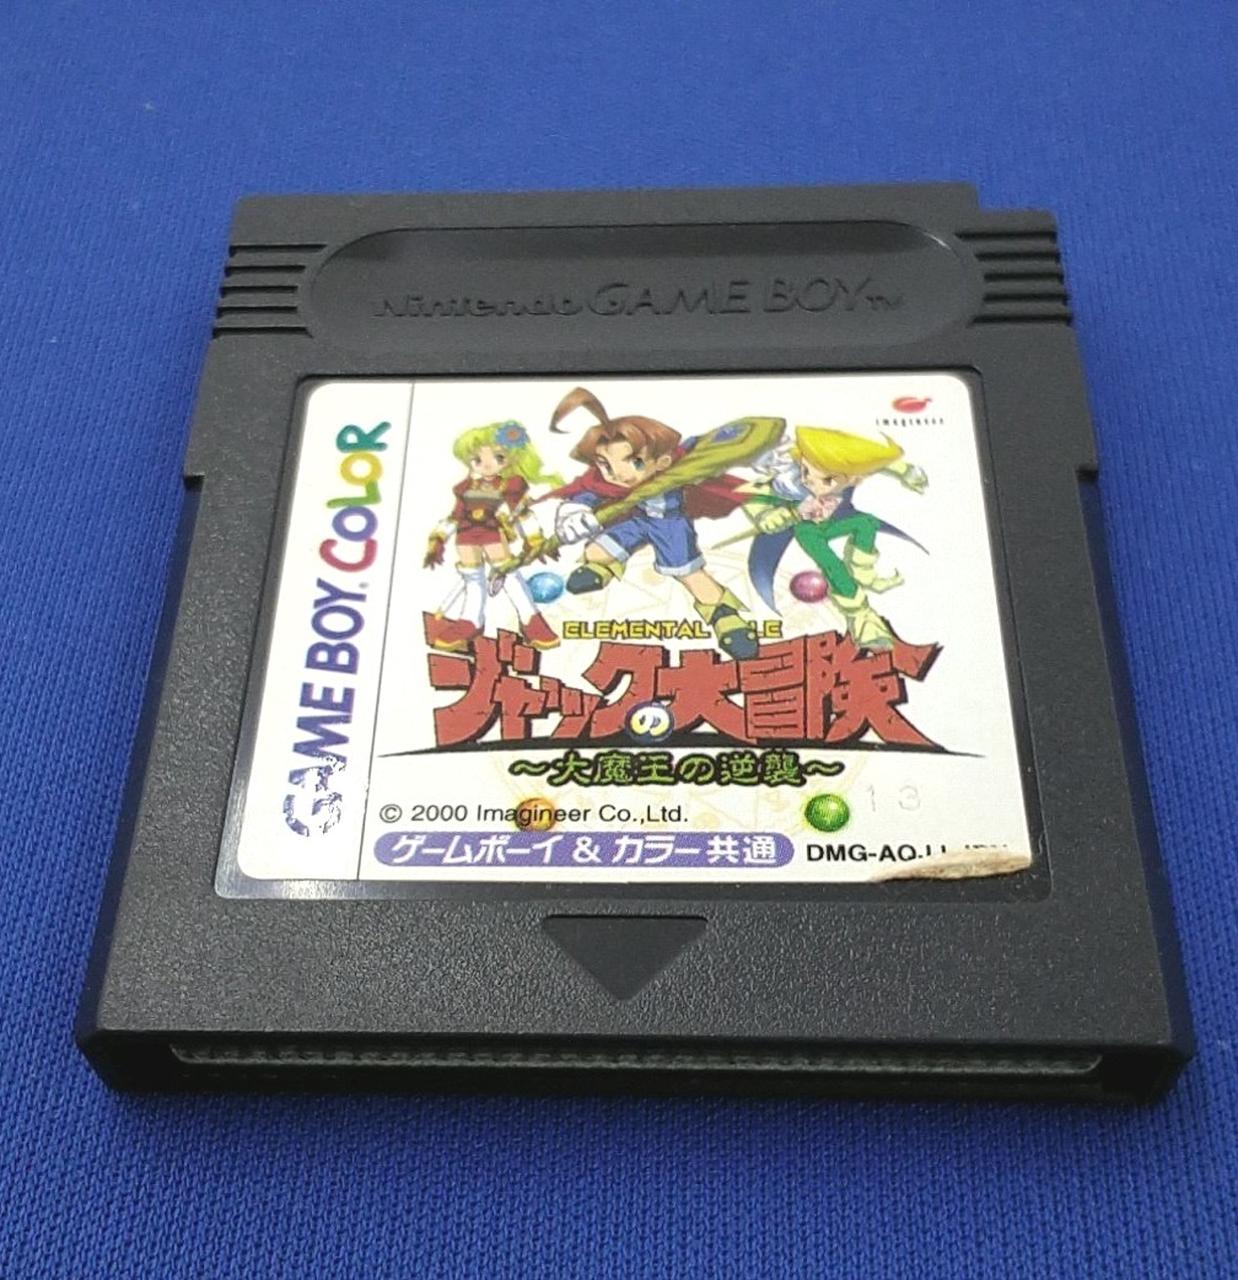 Nintendo GAME BOY TM
GAME BOY COLOR
imagineer
ELEMENTAL
ジャックの大冒険
〜大魔王の逆襲〜
© 2000 Imagineer Co.,Ltd.
13
ゲームボーイ & カラー共通